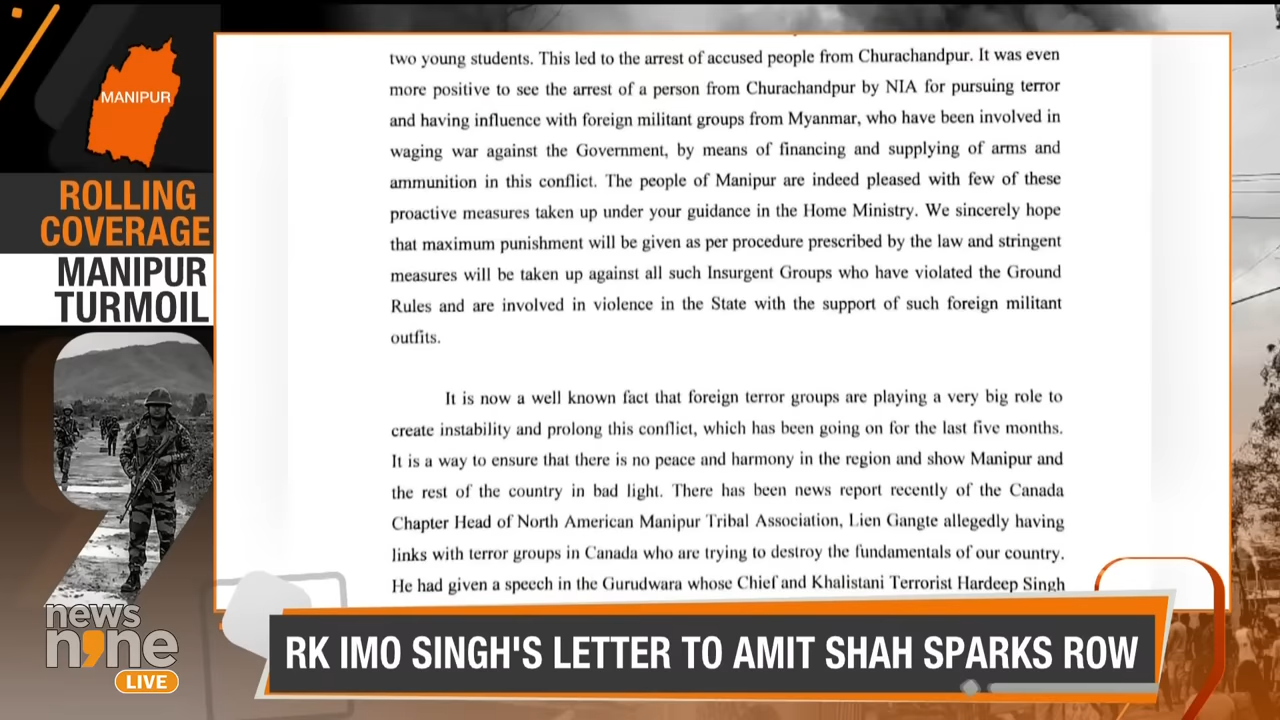 MANIPUR
ROLLING
COVERAGE
MANIPUR
TURMOIL
two young students. This led to the arrest of accused people from Churachandpur. It was even
more positive to see the arrest of a person from Churachandpur by NIA for pursuing terror
and having influence with foreign militant groups from Myanmar, who have been involved in
waging war against the Government, by means of financing and supplying of arms and
ammunition in this conflict. The people of Manipur are indeed pleased with few of these
proactive measures taken up under your guidance in the Home Ministry. We sincerely hope
that maximum punishment will be given as per procedure prescribed by the law and stringent
measures will be taken up against all such Insurgent Groups who have violated the Ground
Rules and are involved in violence in the State with the support of such foreign militant
outfits.
It is now a well known fact that foreign terror groups are playing a very big role to
create instability and prolong this conflict, which has been going on for the last five months.
It is a way to ensure that there is no peace and harmony in the region and show Manipur and
the rest of the country in bad light. There has been news report recently of the Canada
Chapter Head of North American Manipur Tribal Association, Lien Gangte allegedly having
links with terror groups in Canada who are trying to destroy the fundamentals of our country.
He had given a speech in the Gurudwara whose Chief and Khalistani Terrorist Hardeep Singh
news
n9ne
LIVE
RK IMO SINGH'S LETTER TO AMIT SHAH SPARKS ROW